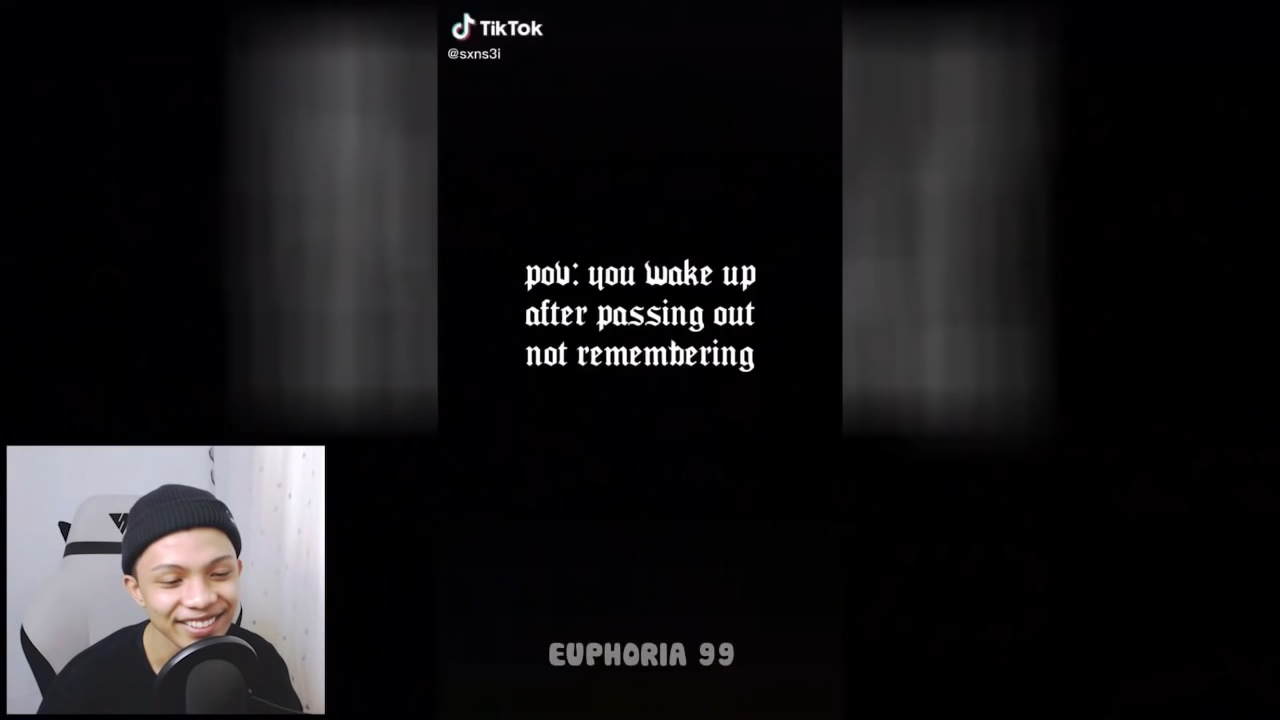 TikTok
@sxns3i
pov: you wake up
after passing out
not remembering
EUPHORIA 99